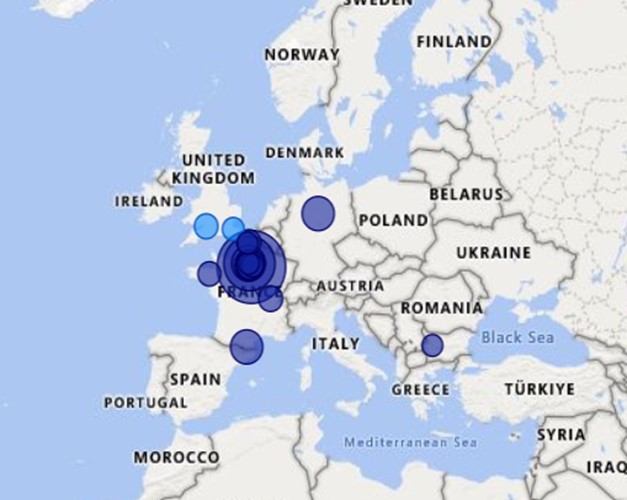 SWEDEN
NORWAY
FINLAND
DENMARK
UNITED
KINGDOM
IRELAND
BELARUS
POLAND
UKRAINE
FRANCE
AUSTRIA
ROMANIA
ITALY
Black Sea
SPAIN
GREECE
TÜRKIYE
PORTUGAL
SYRIA
Mediterranean Sea
MOROCCO
IRAQ